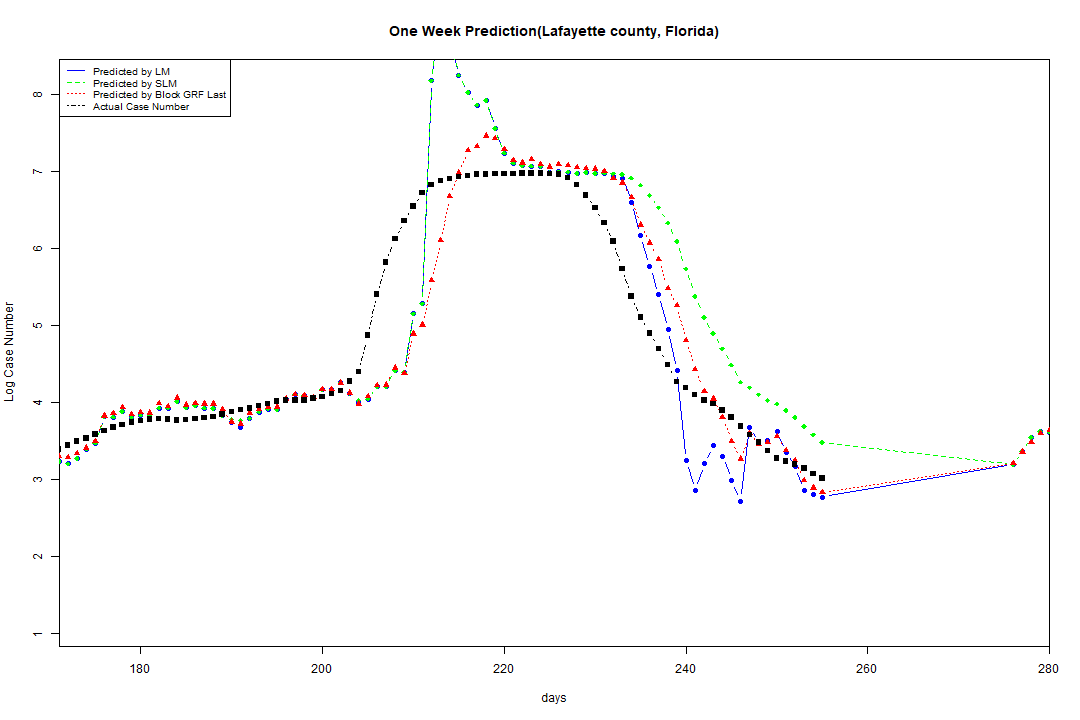 One Week Prediction(Lafayette county, Florida)
Predicted by LM
Predicted by SLM
Predicted by Block GRF Last
Actual Case Number
8
7
6
5
4
3
2
1
Log Case Number
180 200 220 240 260 280
days